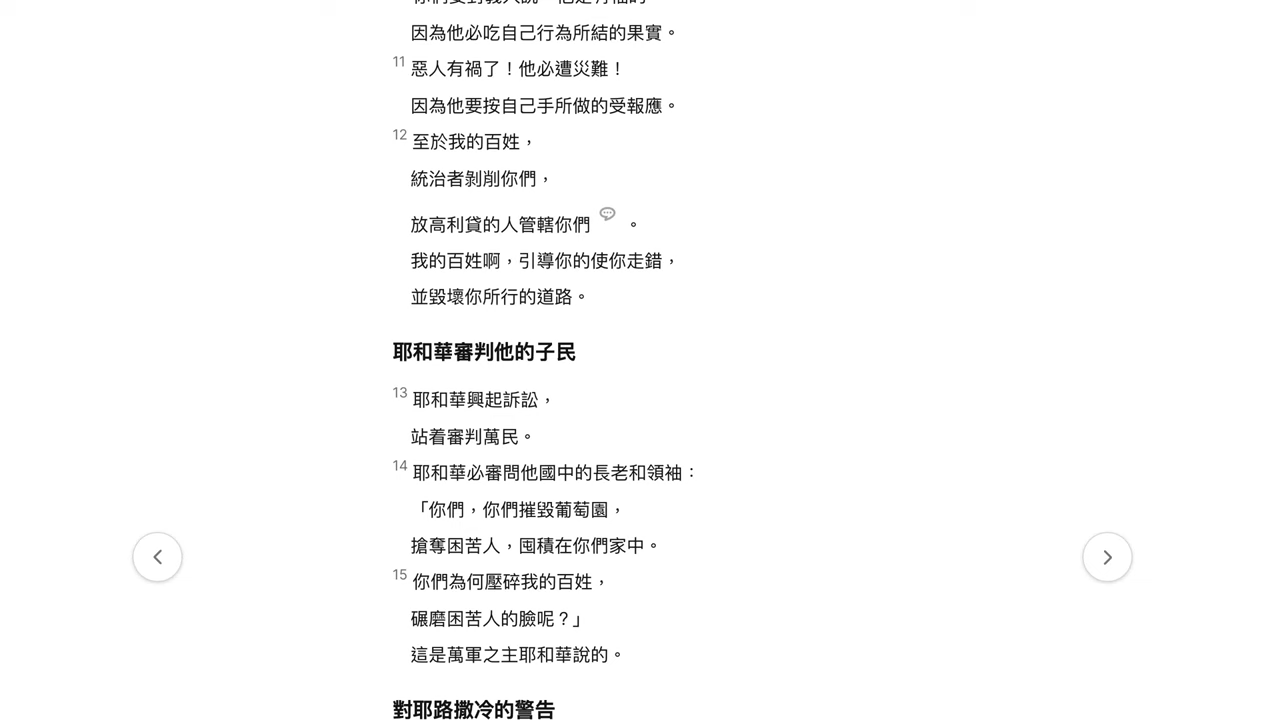 因為他必吃自己行為所結的果實。
11 惡人有禍了！他必遭災難！
因為他要按自己手所做的受報應。
12 至於我的百姓，
統治者剝削你們，
放高利貸的人管轄你們 。
我的百姓啊，引導你的使你走錯，
並毀壞你所行的道路。
耶和華審判他的子民
13 耶和華興起訴訟，
站着審判萬民。
14 耶和華必審問他國中的長老和領袖：
「你們，你們摧毀葡萄園，
搶奪困苦人，囤積在你們家中。
15 你們為何壓碎我的百姓，
碾磨困苦人的臉呢？」
這是萬軍之主耶和華說的。
對耶路撒冷的警告